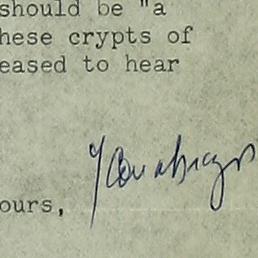 should be "a
hese crypts of
eased to hear
ours,